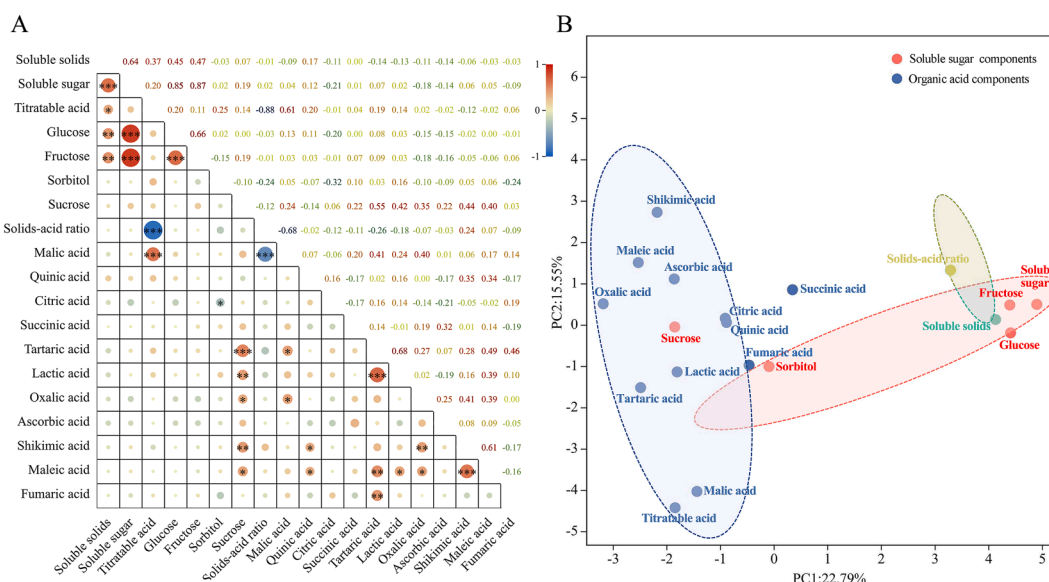 A
Soluble solids 0.64 0.37 0.45 0.47 -0.03 0.07 -0.01 -0.09 0.17 -0.11 0.00 -0.14 -0.13 -0.11 -0.14 -0.06 -0.03 -0.03
Soluble sugar *** 0.20 0.85 0.87 0.02 0.19 -0.02 0.04 0.12 -0.21 0.01 -0.02 0.02 -0.18 -0.14 0.06 -0.01 0.02
Titratable acid * 0.20 0.11 0.25 0.14 -0.88 0.61 0.20 -0.01 0.04 0.19 0.14 0.02 -0.02 -0.12 -0.02 0.06
Glucose ** *** 0.66 0.02 0.00 -0.03 0.13 0.11 -0.20 0.00 0.02 0.01 -0.15 -0.15 -0.02 -0.00 -0.01
Fructose ** *** *** -0.15 0.19 -0.01 0.03 0.03 -0.01 0.07 0.09 0.03 -0.18 -0.16 -0.01 0.06 0.06
Sorbitol -0.10 -0.24 0.05 -0.07 -0.32 0.10 0.03 0.16 -0.10 -0.09 0.05 0.08 -0.24
Sucrose -0.12 0.24 -0.14 0.06 0.22 0.55 0.42 0.35 0.22 0.44 0.40 0.03
Solids-acid ratio *** -0.68 -0.02 -0.12 -0.11 -0.26 -0.18 -0.07 -0.03 0.24 0.07 -0.09
Malic acid *** *** 0.07 -0.06 0.20 0.41 0.24 0.40 0.01 0.06 0.17 0.14
Quinic acid 0.16 -0.17 0.02 0.16 0.00 -0.17 0.35 0.34 -0.17
Citric acid * -0.17 0.16 0.14 -0.14 -0.21 -0.05 -0.02 0.19
Succinic acid 0.14 -0.01 0.19 0.32 0.01 0.14 -0.19
Tartaric acid *** * 0.68 0.27 0.07 0.28 0.49 0.46
Lactic acid ** *** 0.02 -0.19 0.16 0.39 0.10
Oxalic acid * * 0.25 0.41 0.39 0.00
Ascorbic acid 0.08 0.09 -0.05
Shikimic acid ** * ** 0.61 -0.17
Maleic acid * * ** * * *** -0.16
Fumaric acid **
Soluble solids
Soluble sugar
Titratable acid
Glucose
Fructose
Sorbitol
Sucrose
Solids-acid ratio
Malic acid
Quinic acid
Citric acid
Succinic acid
Tartaric acid
Lactic acid
Oxalic acid
Ascorbic acid
Shikimic acid
Maleic acid
Fumaric acid
1
0
-1
B
Soluble sugar components
Organic acid components
6
5
4
3
2
1
0
-1
-2
-3
-4
-5
PC2:15.55%
Shikimic acid
Maleic acid
Ascorbic acid
Solids-acid ratio
Oxalic acid
Succinic acid
Fructose
sugar
Citric acid
Quinic acid
Soluble solids
Sucrose
Glucose
Fumaric acid
Sorbitol
Lactic acid
Tartaric acid
Malic acid
Titratable acid
-3 -2 -1 0 1 2 3 4 5
PC1:22.79%